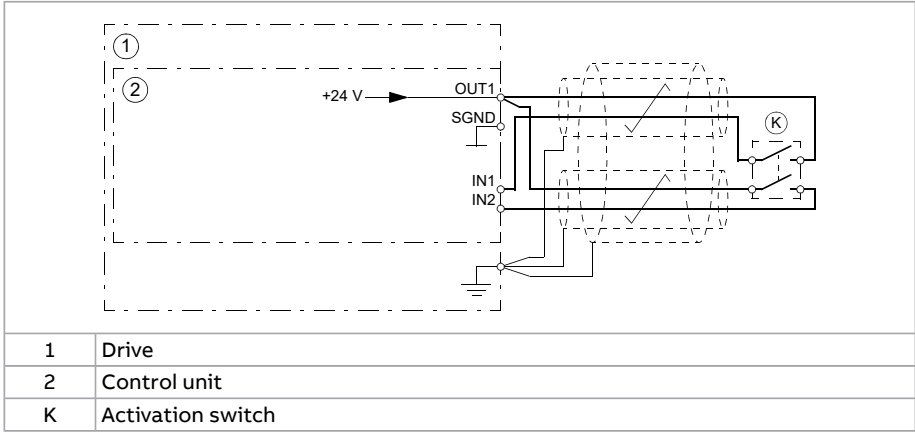 1
2
+24 V
OUT1
SGND
K
IN1
IN2
1 Drive
2 Control unit
K Activation switch